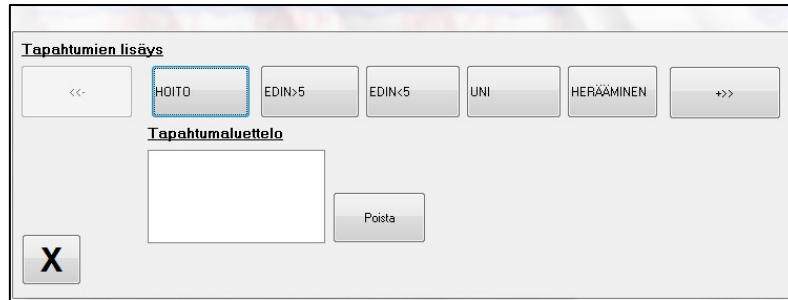 Tapahtumien lisäys
<<-
HOITO
EDIN>5
EDIN<5
UNI
HERÄÄMINEN
+>>
Tapahtumaluettelo
Poista
X